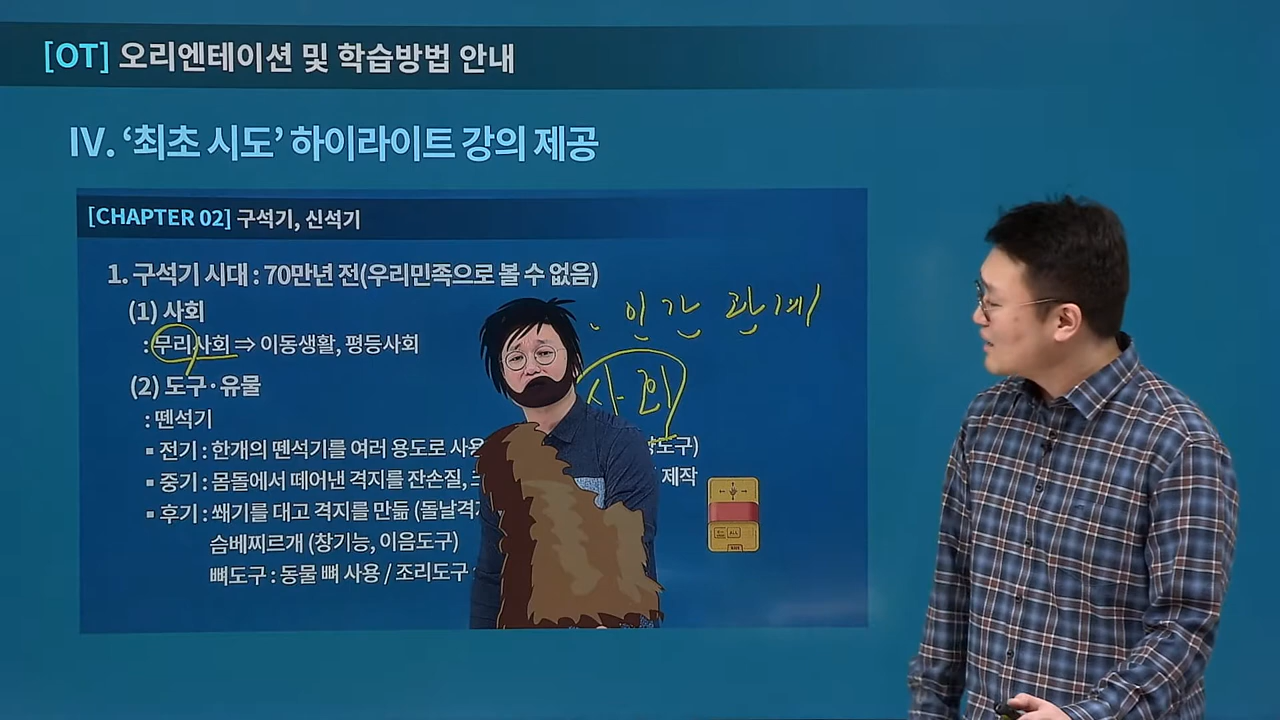 [OT] 오리엔테이션 및 학습방법 안내
Ⅳ. ‘최초 시도’ 하이라이트 강의 제공
[CHAPTER 02] 구석기, 신석기
1. 구석기 시대 : 70만년 전(우리민족으로 볼 수 없음)
인간 관계
(1) 사회
: 무리사회 ⇒ 이동생활, 평등사회
사회
(2) 도구·유물
: 뗀석기
▪ 전기 : 한개의 뗀석기를 여러 용도로 사용
도구)
▪ 중기 : 몸돌에서 떼어낸 격지를 잔손질,
제작
▪ 후기 : 쐐기를 대고 격지를 만듦 (돌날격지
슴베찌르개 (창기능, 이음도구)
뼈도구 : 동물 뼈 사용 / 조리도구
ALL